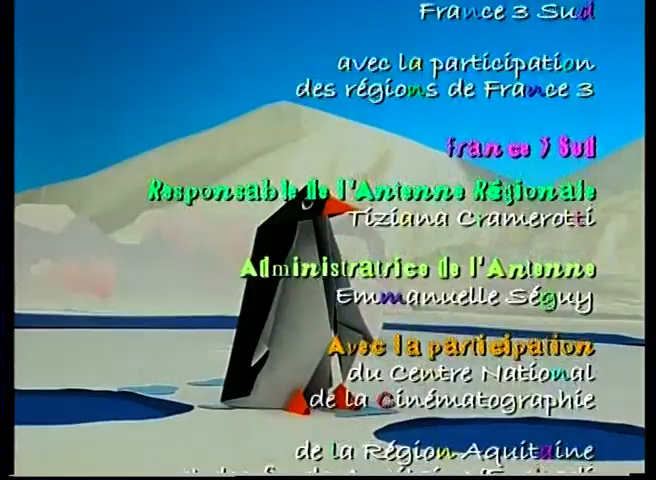 France 3 Sud
avec la participation
des régions de France 3
France 3 Sud
Responsable de l'Antenne Régionale
Tiziana Cramerotti
Administratrice de l'Antenne
Emmanuelle Séguy
Avec la participation
du Centre National
de la Cinématographie
de la Région Aquitaine